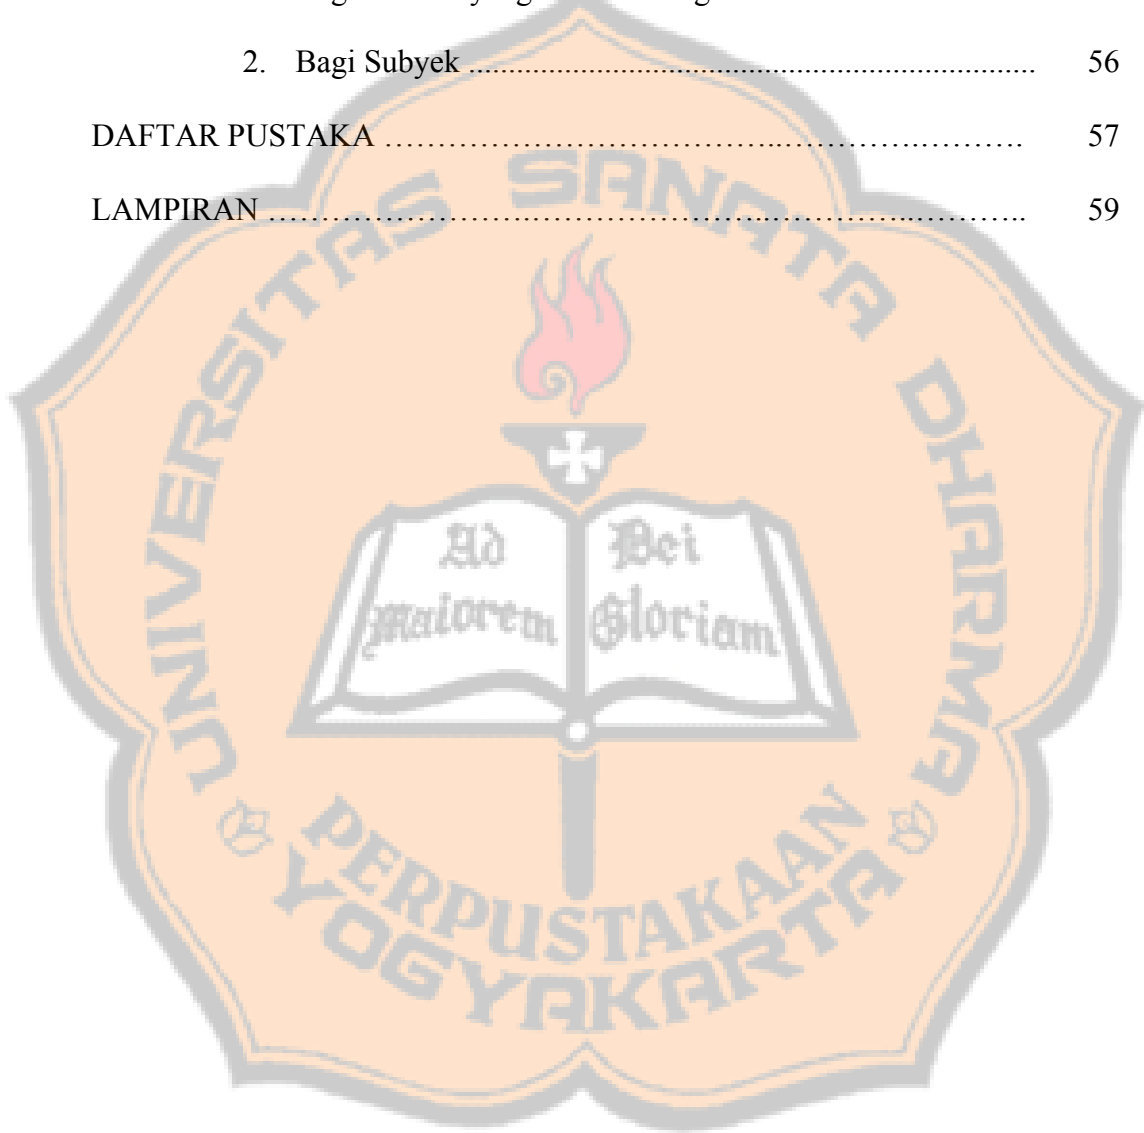 2. Bagi Subyek ........................................................................ 56
DAFTAR PUSTAKA ……………………………….…………….…………. 57
LAMPIRAN ……………………………………………….……………….. 59
UNIVERSITAS SANATA DHARMA
Ad Dei
Maiorem Gloriam
PERPUSTAKAAN
YOGYAKARTA